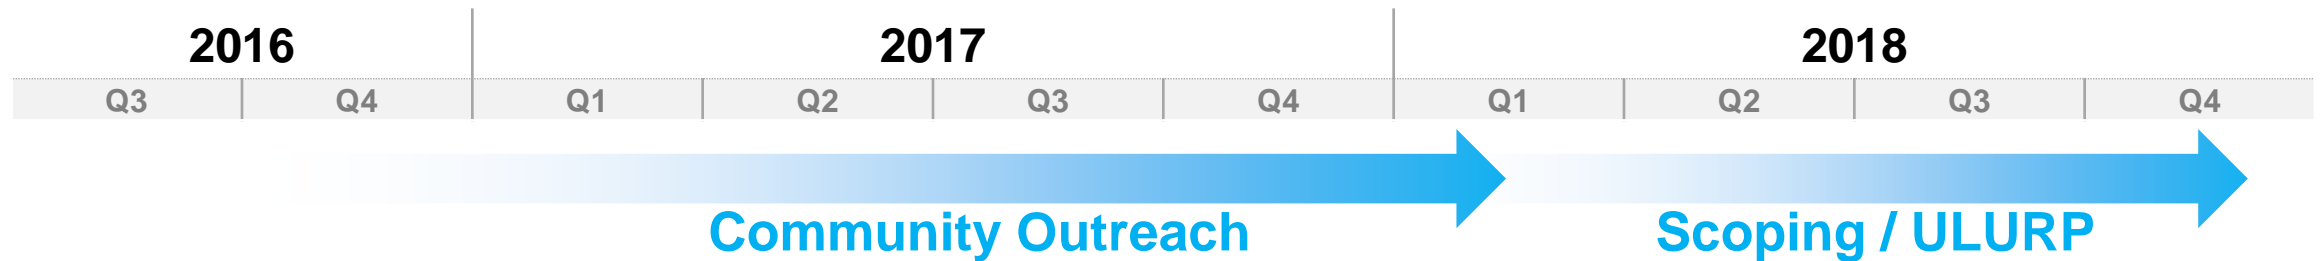 2016 2017 2018
Q3 Q4 Q1 Q2 Q3 Q4 Q1 Q2 Q3 Q4
Community Outreach Scoping / ULURP